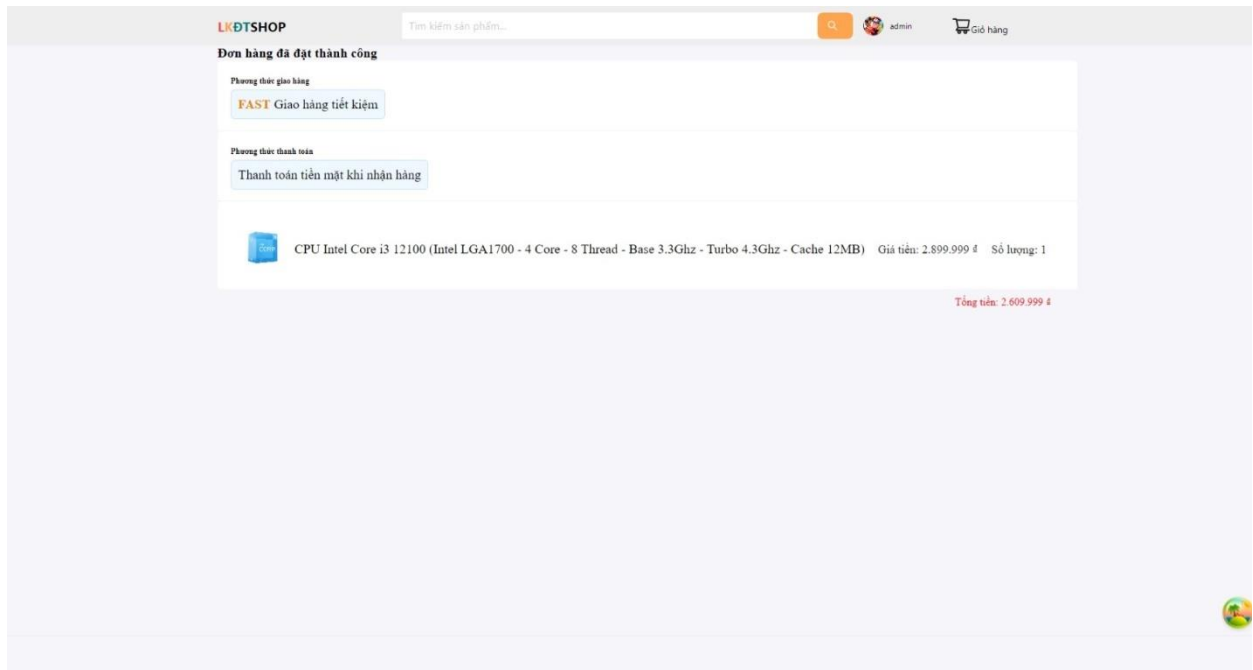 LKĐTSHOP
Tìm kiếm sản phẩm...
admin
Giỏ hàng
Đơn hàng đã đặt thành công
Phương thức giao hàng
FAST Giao hàng tiết kiệm
Phương thức thanh toán
Thanh toán tiền mặt khi nhận hàng
CPU Intel Core i3 12100 (Intel LGA1700 - 4 Core - 8 Thread - Base 3.3Ghz - Turbo 4.3Ghz - Cache 12MB) Giá tiền: 2.899.999 ₫ Số lượng: 1
Tổng tiền: 2.609.999 ₫